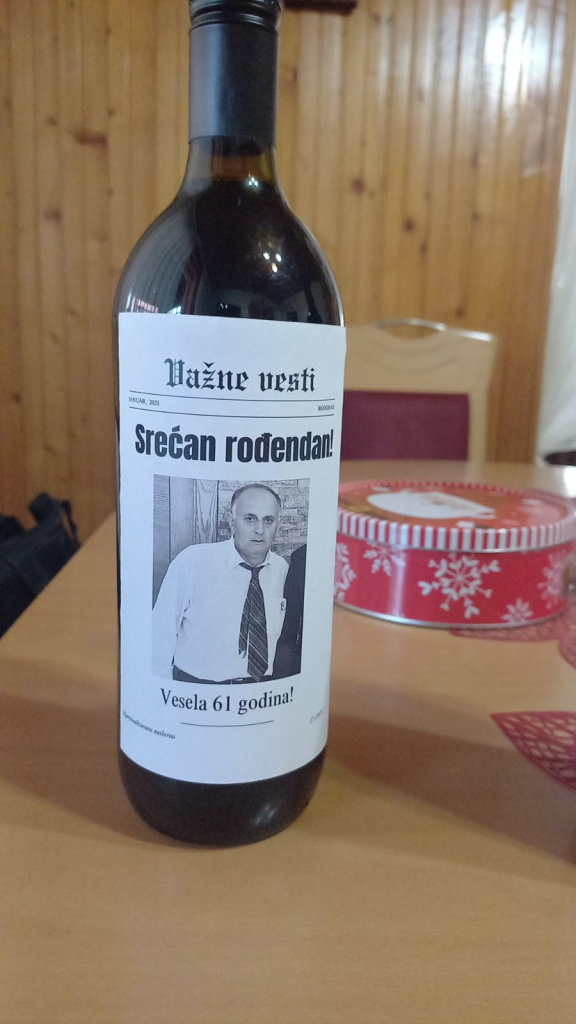 Važne vesti
JANUAR, 2025
BEOGRAD
Srećan rođendan!
Vesela 61 godina!